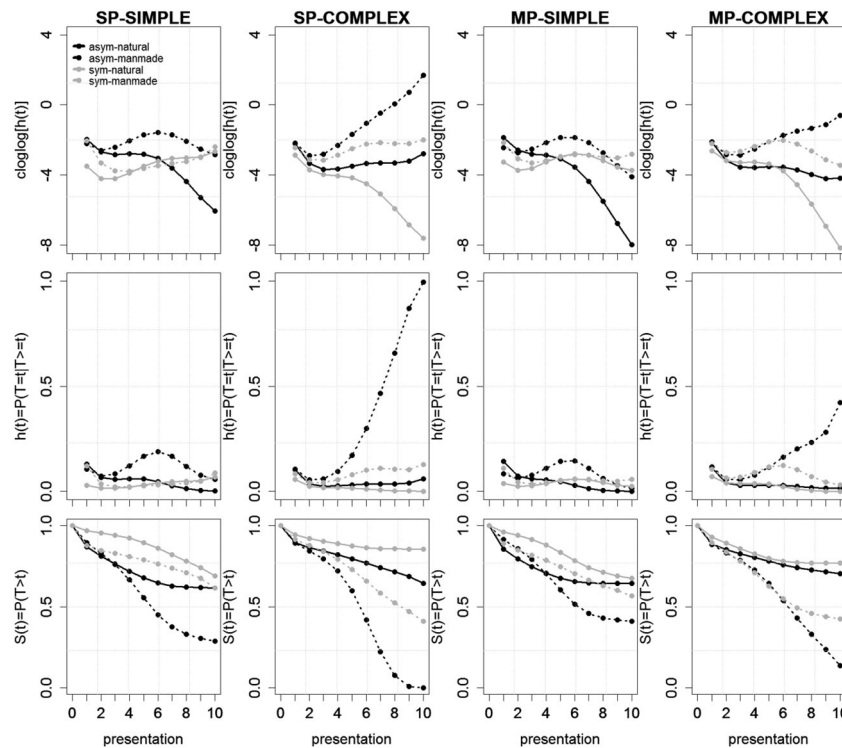 SP-SIMPLE SP-COMPLEX MP-SIMPLE MP-COMPLEX
asym-natural
asym-manmade
sym-natural
sym-manmade
cloglog[h(t)] cloglog[h(t)] cloglog[h(t)] cloglog[h(t)]
4 4 4 4
0 0 0 0
4 4 4 4
-8 -8 -8 -8
h(t)=P(T=t|T>=t) h(t)=P(T=t|T>=t) h(t)=P(T=t|T>=t) h(t)=P(T=t|T>=t)
1.0 1.0 1.0 1.0
0.5 0.5 0.5 0.5
0.0 0.0 0.0 0.0
S(t)=P(T>t) S(t)=P(T>t) S(t)=P(T>t) S(t)=P(T>t)
1.0 1.0 1.0 1.0
0.5 0.5 0.5 0.5
0.0 0.0 0.0 0.0
0 2 4 6 8 10 0 2 4 6 8 10 0 2 4 6 8 10 0 2 4 6 8 10
presentation presentation presentation presentation